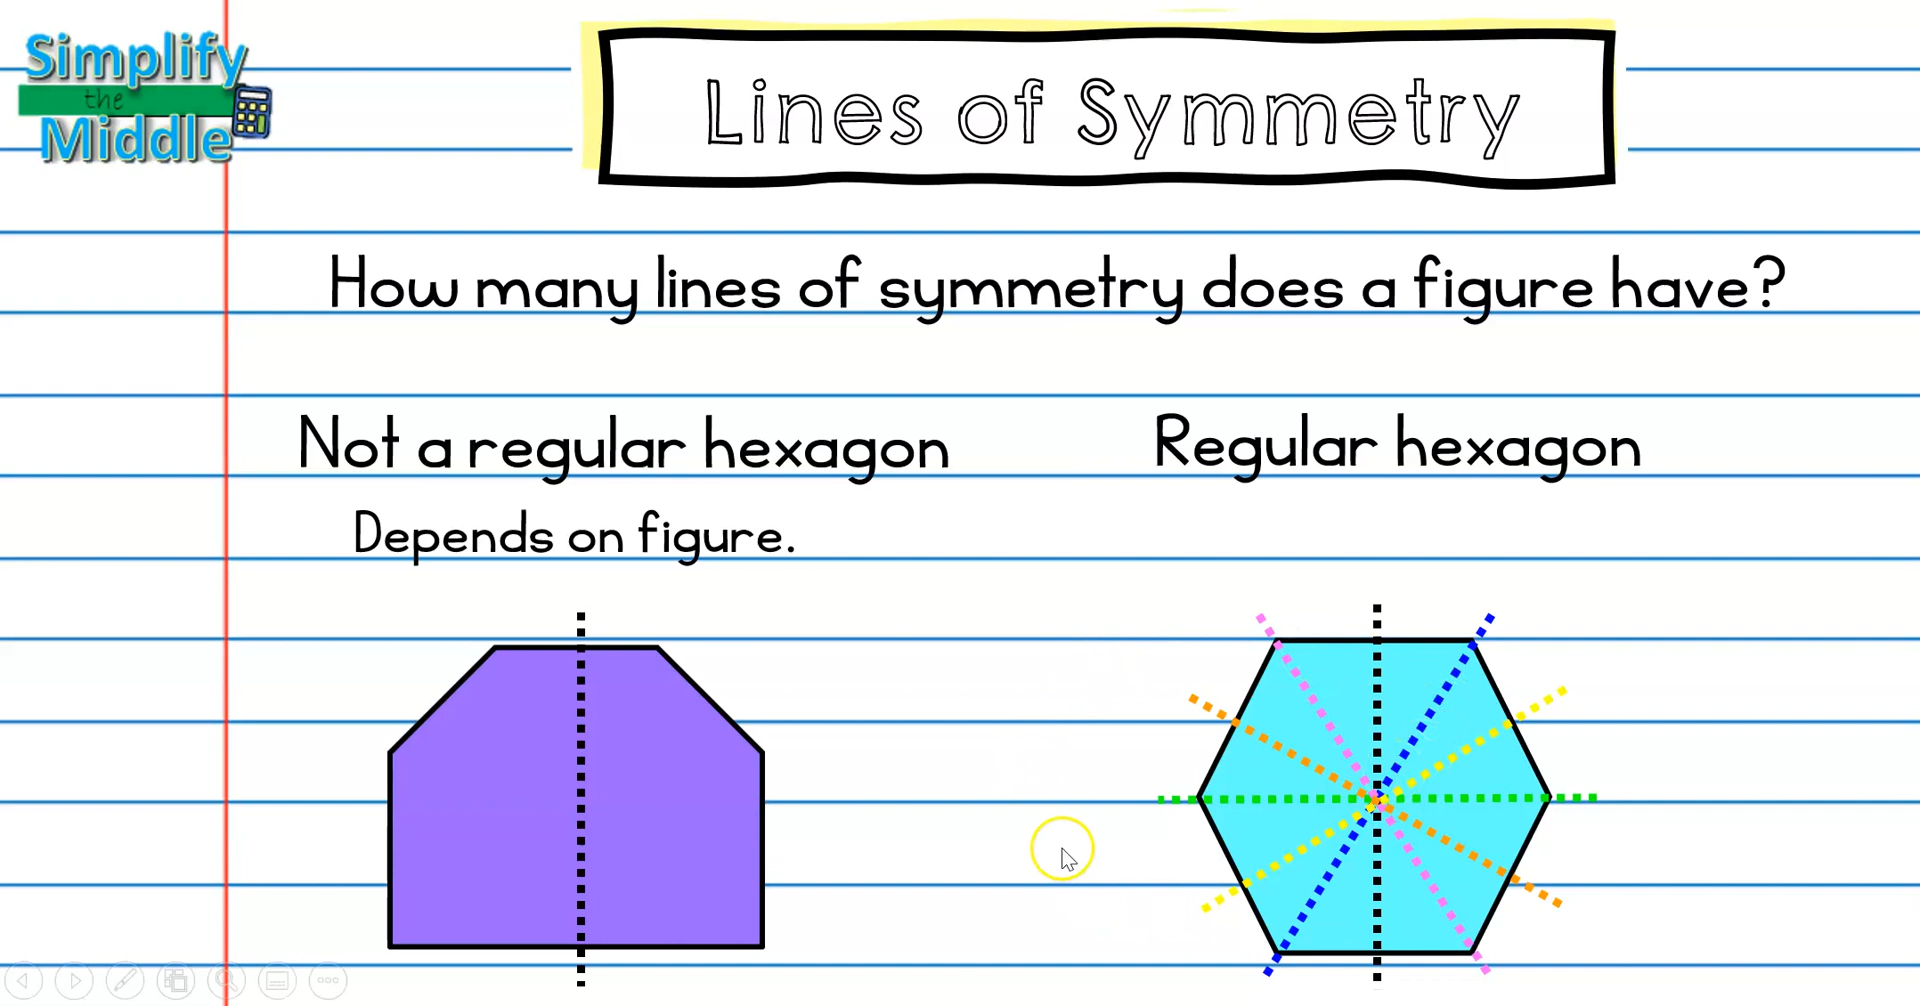 Simplify
the
Middle
Lines of Symmetry
How many lines of symmetry does a figure have?
Not a regular hexagon
Depends on figure.
Regular hexagon